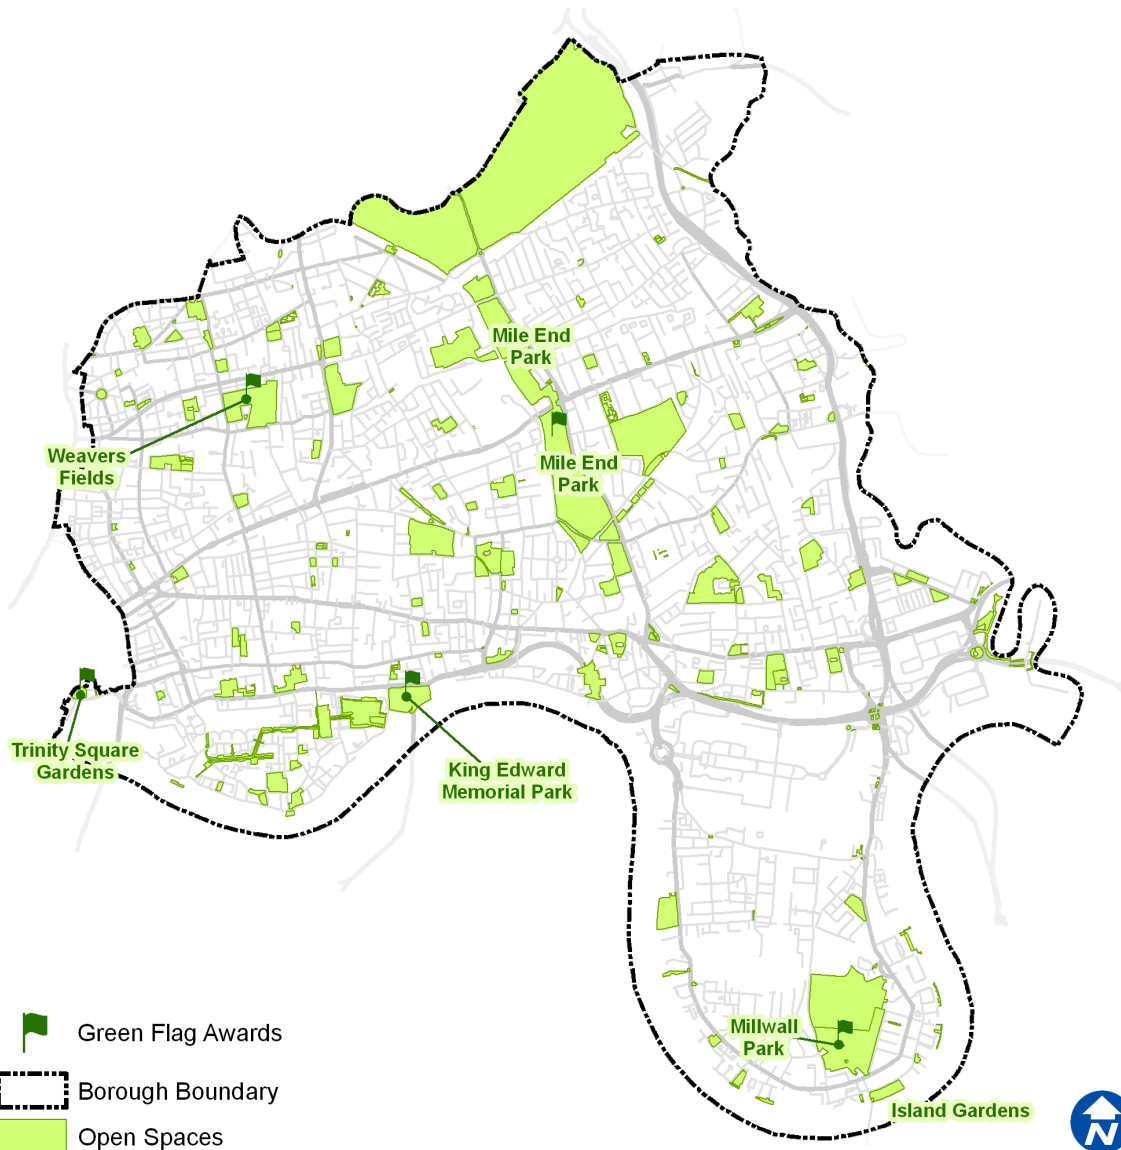 Mile End
Park
Weavers
Fields
Mile End
Park
Trinity Square
Gardens
King Edward
Memorial Park
Millwall
Park
Island Gardens
Green Flag Awards
Borough Boundary
Open Spaces
N